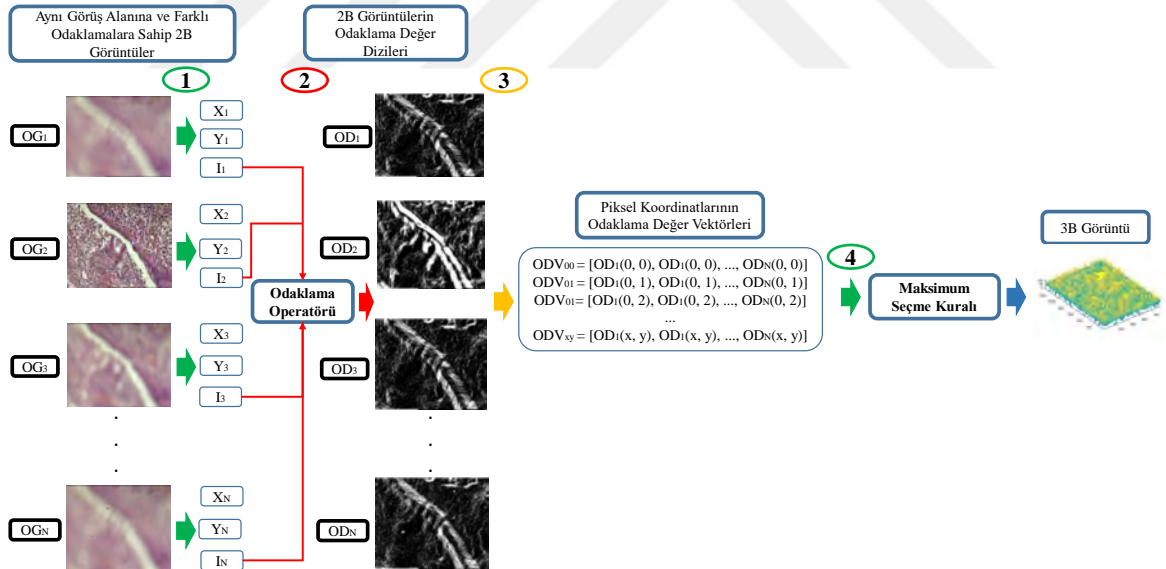 Aynı Görüş Alanına ve Farklı
Odaklamalara Sahip 2B
Görüntüler
2B Görüntülerin
Odaklama Değer
Dizileri
1
2
3
OG1
X1
Y1
I1
OD1
OG2
X2
Y2
I2
OD2
Odaklama
Operatörü
Piksel Koordinatlarının
Odaklama Değer Vektörleri
ODV00 = [OD1(0, 0), OD1(0, 0), ..., ODN(0, 0)]
ODV01 = [OD1(0, 1), OD1(0, 1), ..., ODN(0, 1)]
ODV01 = [OD1(0, 2), OD1(0, 2), ..., ODN(0, 2)]
...
ODVxy = [OD1(x, y), OD1(x, y), ..., ODN(x, y)]
4
Maksimum
Seçme Kuralı
3B Görüntü
OG3
X3
Y3
I3
OD3
.
.
.
.
.
.
OGN
XN
YN
IN
ODN